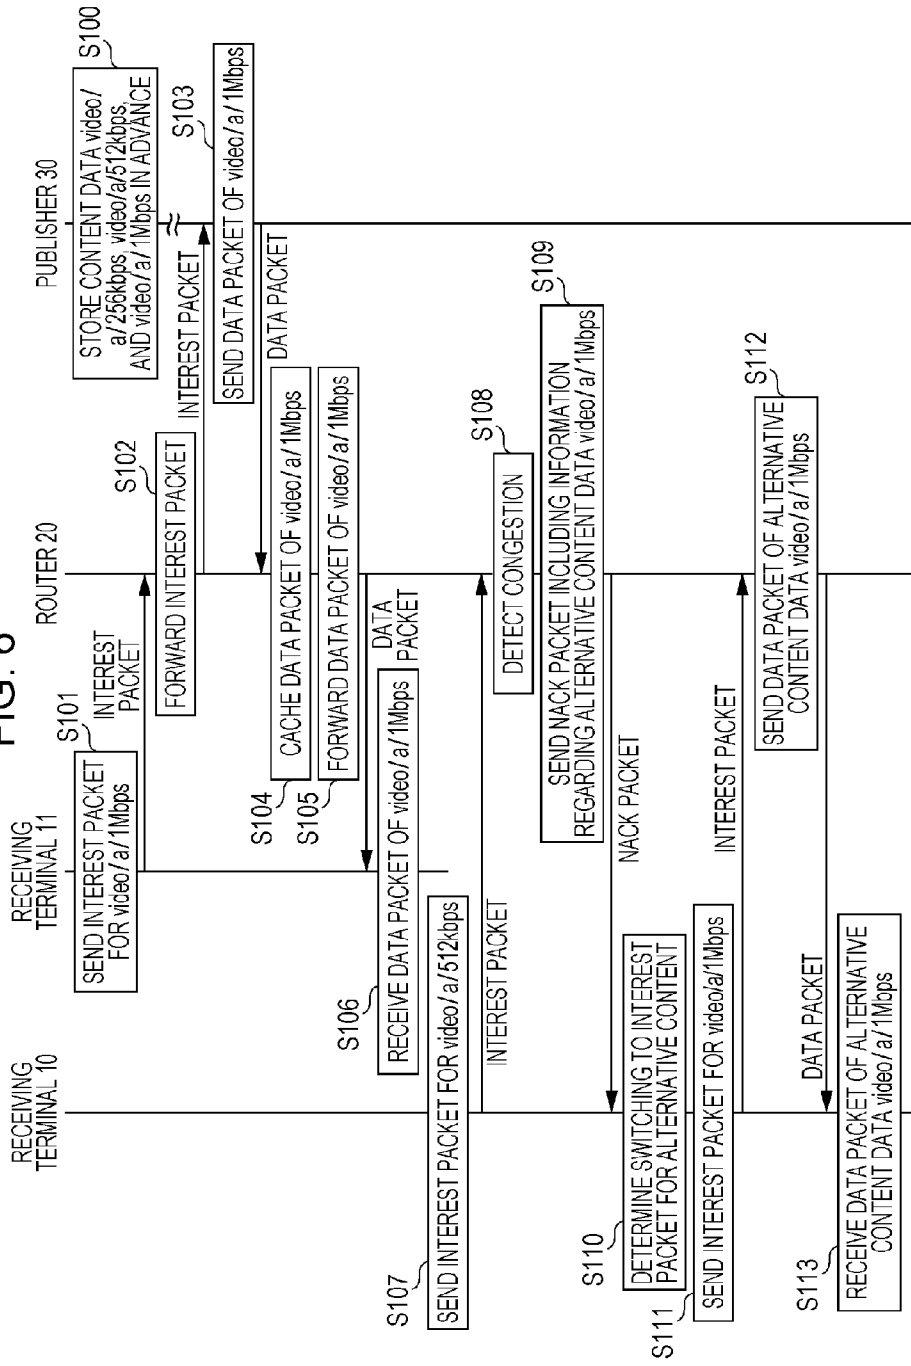 FIG. 6
RECEIVING
TERMINAL 10
RECEIVING
TERMINAL 11
ROUTER 20
PUBLISHER 30
STORE CONTENT DATA video/
a/256kbps, video/a/512kbps,
AND video/a/1Mbps IN ADVANCE
S100
SEND INTEREST PACKET
FOR video/a/1Mbps
S101
INTEREST
PACKET
FORWARD INTEREST PACKET
S102
INTEREST PACKET
SEND DATA PACKET OF video/a/1Mbps
S103
DATA PACKET
S104
CACHE DATA PACKET OF video/a/1Mbps
S105
FORWARD DATA PACKET OF video/a/1Mbps
DATA
PACKET
S106
RECEIVE DATA PACKET OF video/a/1Mbps
S107
SEND INTEREST PACKET FOR video/a/512kbps
INTEREST PACKET
DETECT CONGESTION
S108
SEND NACK PACKET INCLUDING INFORMATION
REGARDING ALTERNATIVE CONTENT DATA video/a/1Mbps
S109
NACK PACKET
S110
DETERMINE SWITCHING TO INTEREST
PACKET FOR ALTERNATIVE CONTENT
S111
SEND INTEREST PACKET FOR video/a/1Mbps
INTEREST PACKET
SEND DATA PACKET OF ALTERNATIVE
CONTENT DATA video/a/1Mbps
S112
DATA PACKET
S113
RECEIVE DATA PACKET OF ALTERNATIVE
CONTENT DATA video/a/1Mbps